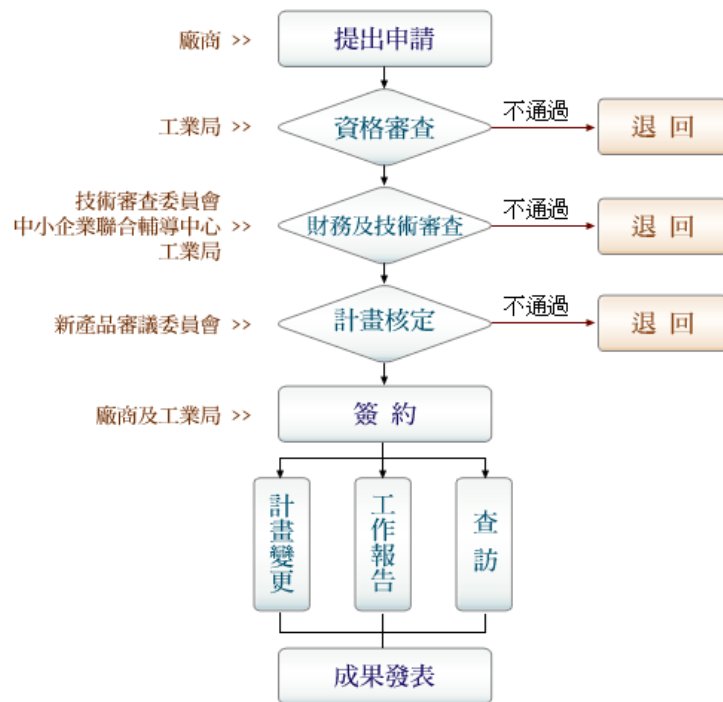 廠商 >>
提出申請
工業局 >>
資格審查
不通過
退 回
技術審查委員會
中小企業聯合輔導中心 >>
工業局
財務及技術審查
不通過
退 回
新產品審議委員會 >>
計畫核定
不通過
退 回
廠商及工業局 >>
簽 約
計畫變更
工作報告
查訪
成果發表